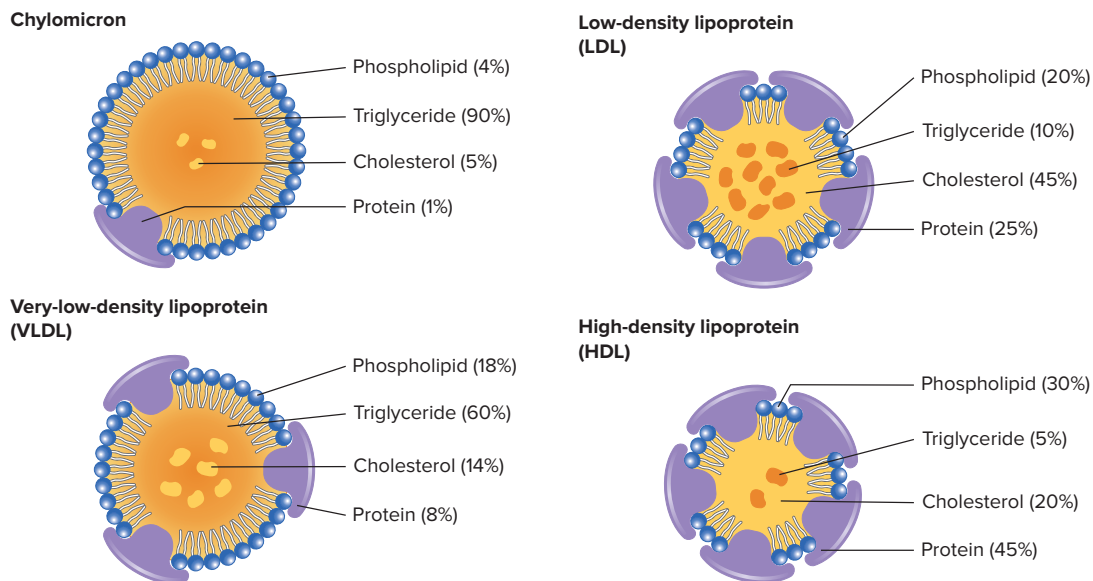 Chylomicron
Phospholipid (4%)
Triglyceride (90%)
Cholesterol (5%)
Protein (1%)
Very-low-density lipoprotein
(VLDL)
Phospholipid (18%)
Triglyceride (60%)
Cholesterol (14%)
Protein (8%)
Low-density lipoprotein
(LDL)
Phospholipid (20%)
Triglyceride (10%)
Cholesterol (45%)
Protein (25%)
High-density lipoprotein
(HDL)
Phospholipid (30%)
Triglyceride (5%)
Cholesterol (20%)
Protein (45%)